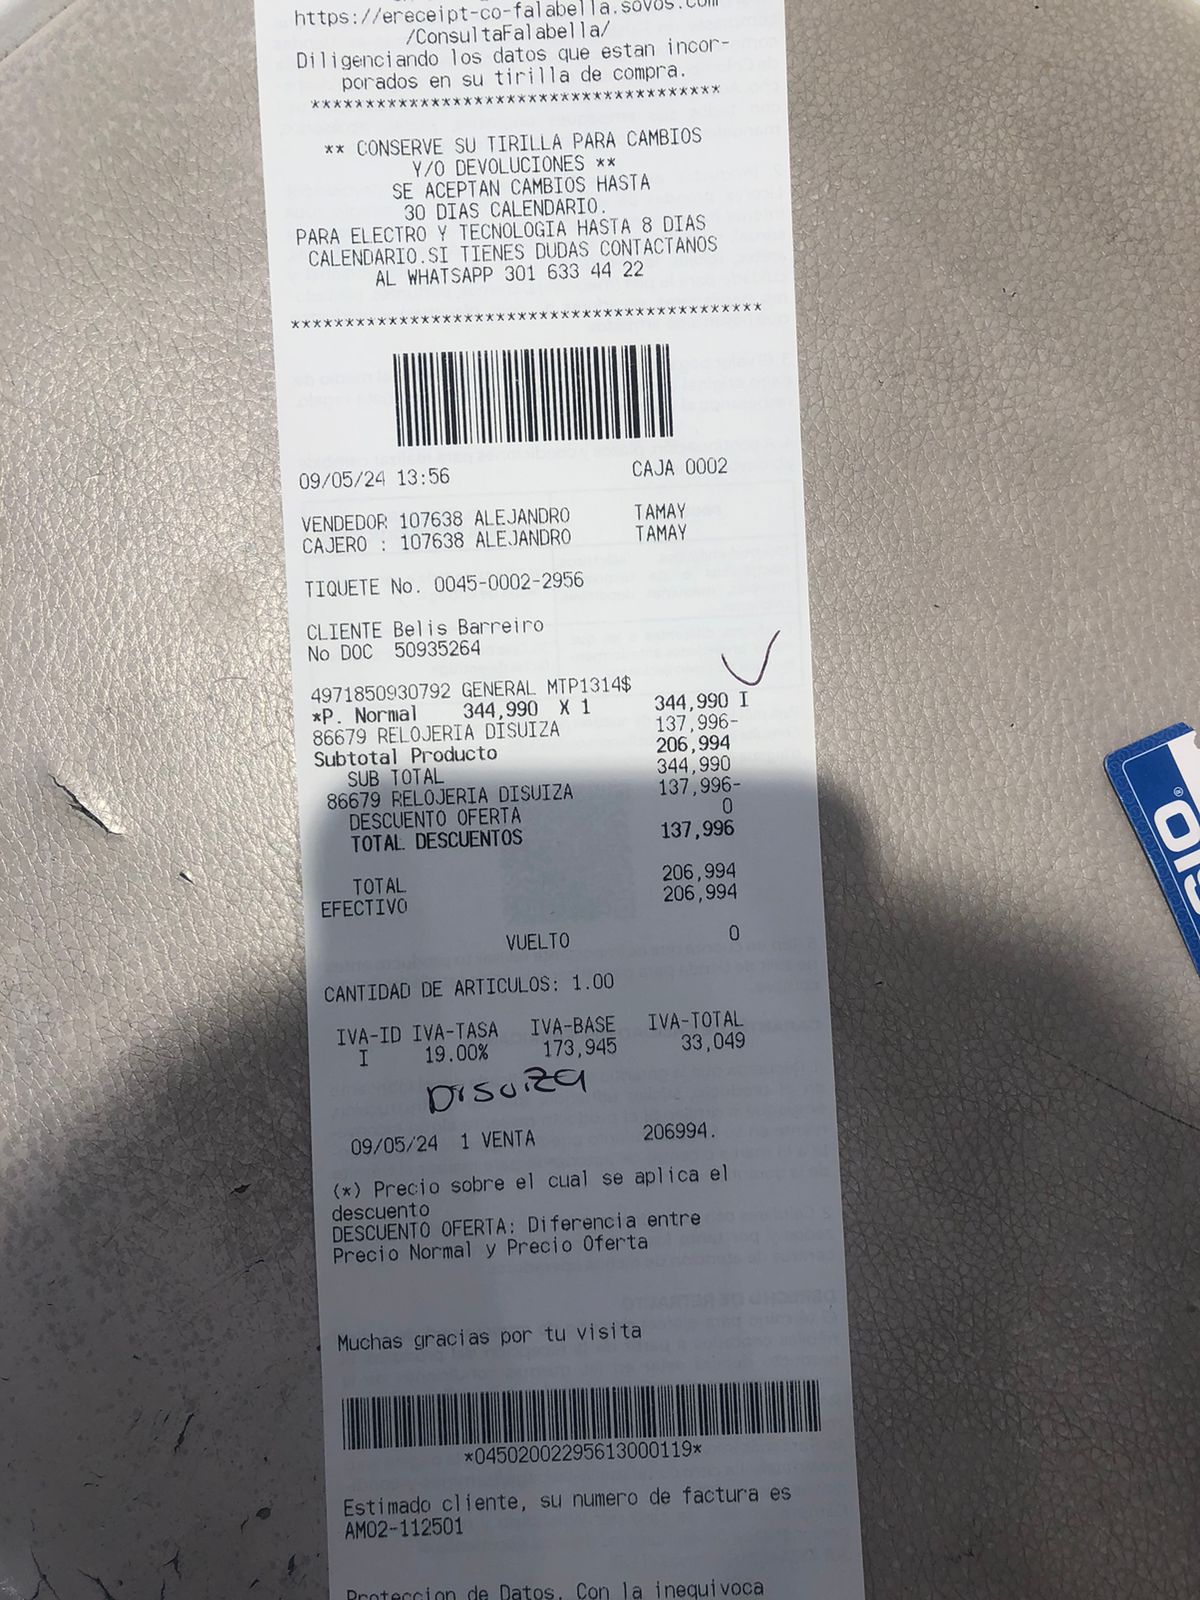 https://ereceipt-co-falabella.sovos.com
/ConsultaFalabella/
Diligenciando los datos que estan incor-
porados en su tirilla de compra.
**************************************
** CONSERVE SU TIRILLA PARA CAMBIOS
Y/O DEVOLUCIONES **
SE ACEPTAN CAMBIOS HASTA
30 DIAS CALENDARIO.
PARA ELECTRO Y TECNOLOGIA HASTA 8 DIAS
CALENDARIO.SI TIENES DUDAS CONTACTANOS
AL WHATSAPP 301 633 44 22
********************************************
09/05/24 13:56 CAJA 0002
VENDEDOR 107638 ALEJANDRO TAMAY
CAJERO : 107638 ALEJANDRO TAMAY
TIQUETE No. 0045-0002-2956
CLIENTE Belis Barreiro
No DOC 50935264
4971850930792 GENERAL MTP1314$
*P. Normal 344,990 X 1 344,990 I
86679 RELOJERIA DISUIZA 137,996-
Subtotal Producto 206,994
SUB TOTAL 344,990
86679 RELOJERIA DISUIZA 137,996-
DESCUENTO OFERTA 0
TOTAL DESCUENTOS 137,996
TOTAL 206,994
EFECTIVO 206,994
VUELTO 0
CANTIDAD DE ARTICULOS: 1.00
IVA-ID IVA-TASA IVA-BASE IVA-TOTAL
I 19.00% 173,945 33,049
Disuiza
09/05/24 1 VENTA 206994.
(*) Precio sobre el cual se aplica el
descuento
DESCUENTO OFERTA: Diferencia entre
Precio Normal y Precio Oferta
Muchas gracias por tu visita
*04502002295613000119*
Estimado cliente, su numero de factura es
AM02-112501
Proteccion de Datos. Con la inequivoca